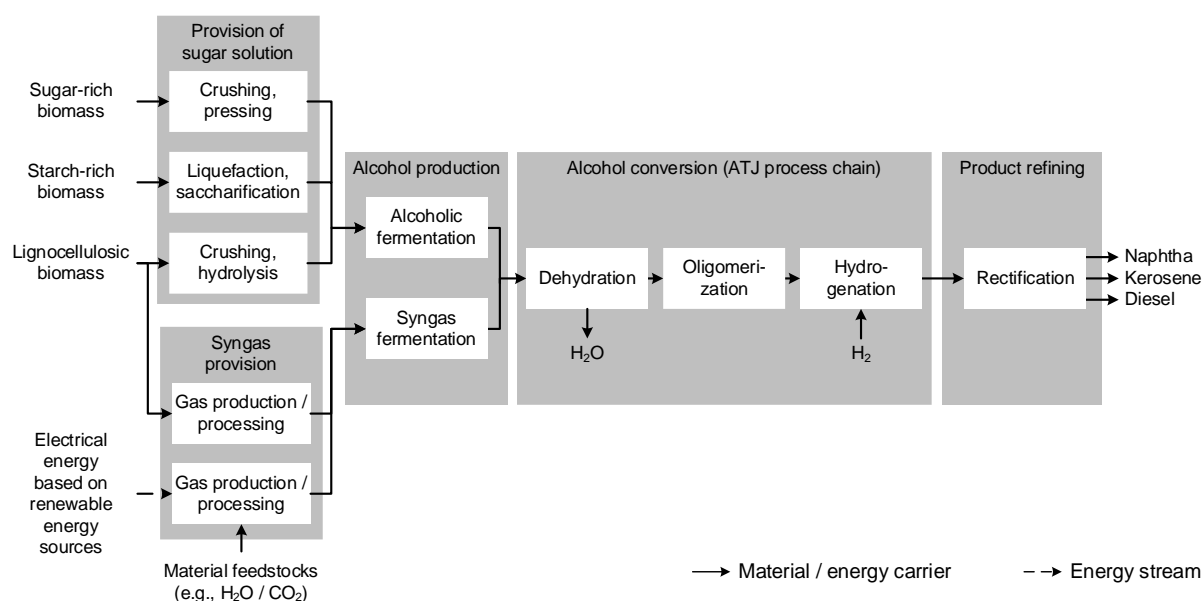 Provision of
sugar solution
Sugar-rich
biomass
Crushing,
pressing
Starch-rich
biomass
Liquefaction,
saccharification
Lignocellulosic
biomass
Crushing,
hydrolysis
Syngas
provision
Gas production /
processing
Electrical
energy
based on
renewable
energy
sources
Gas production /
processing
Material feedstocks
(e.g., H₂O / CO₂)
Alcohol production
Alcoholic
fermentation
Syngas
fermentation
Alcohol conversion (ATJ process chain)
Dehydration
H₂O
Oligomeri-
zation
Hydro-
genation
H₂
Product refining
Rectification
Naphtha
Kerosene
Diesel
Material / energy carrier
Energy stream